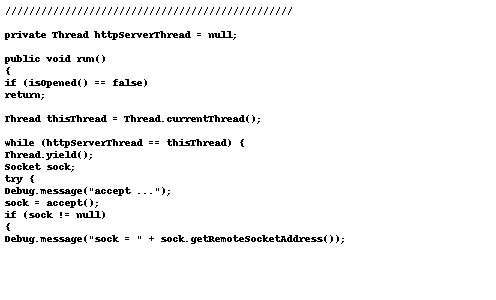 ////////////////////////////////////////////////
private Thread httpServerThread = null;
public void run()
{
if (isOpened() == false)
return;
Thread thisThread = Thread.currentThread();
while (httpServerThread == thisThread) {
Thread.yield();
Socket sock;
try {
Debug.message("accept ...");
sock = accept();
if (sock != null)
{
Debug.message("sock = " + sock.getRemoteSocketAddress());